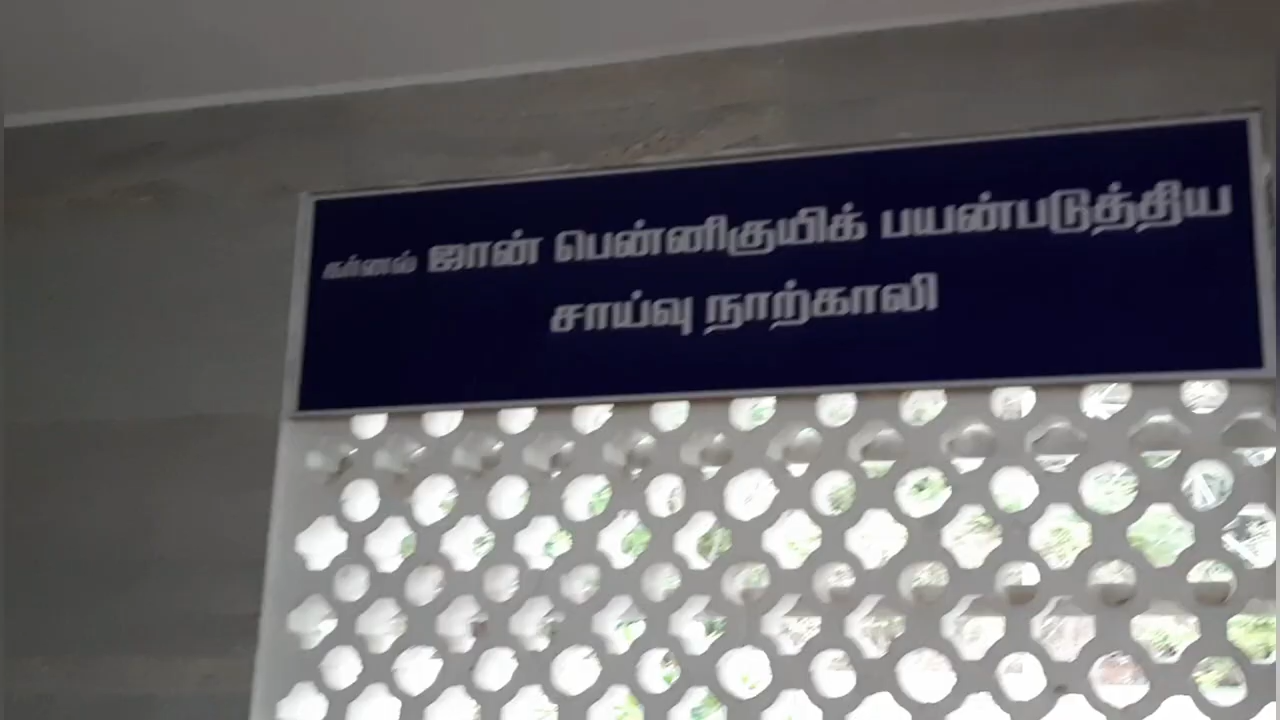 கர்னல் ஜான் பென்னிகுயிக் பயன்படுத்திய
சாய்வு நாற்காலி